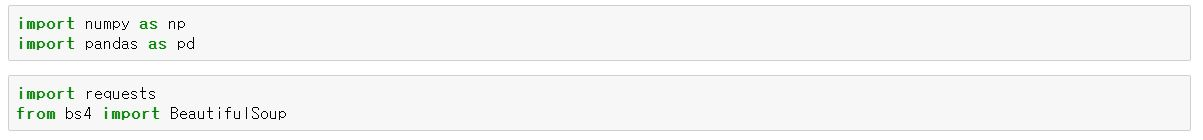 import numpy as np
import pandas as pd
import requests
from bs4 import BeautifulSoup